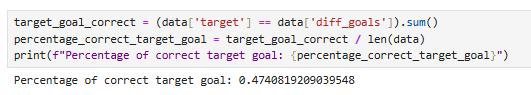 target_goal_correct = (data['target'] == data['diff_goals']).sum()
percentage_correct_target_goal = target_goal_correct / len(data)
print(f"Percentage of correct target goal: {percentage_correct_target_goal}")
Percentage of correct target goal: 0.4740819209039548